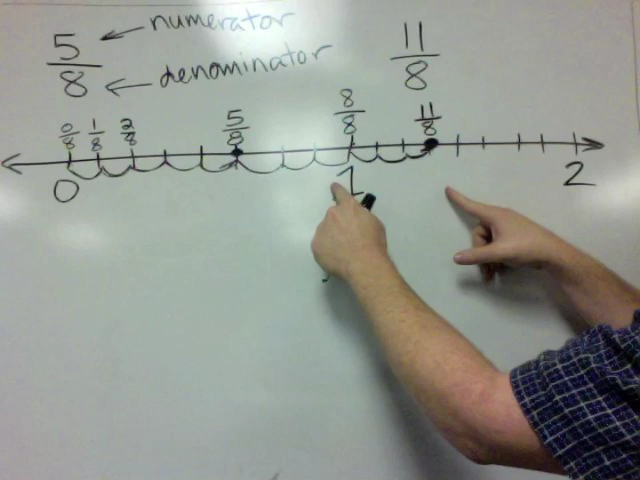 5/8 ← numerator
← denominator
11/8
0/8 1/8 2/8 5/8 8/8 11/8
0 1 2